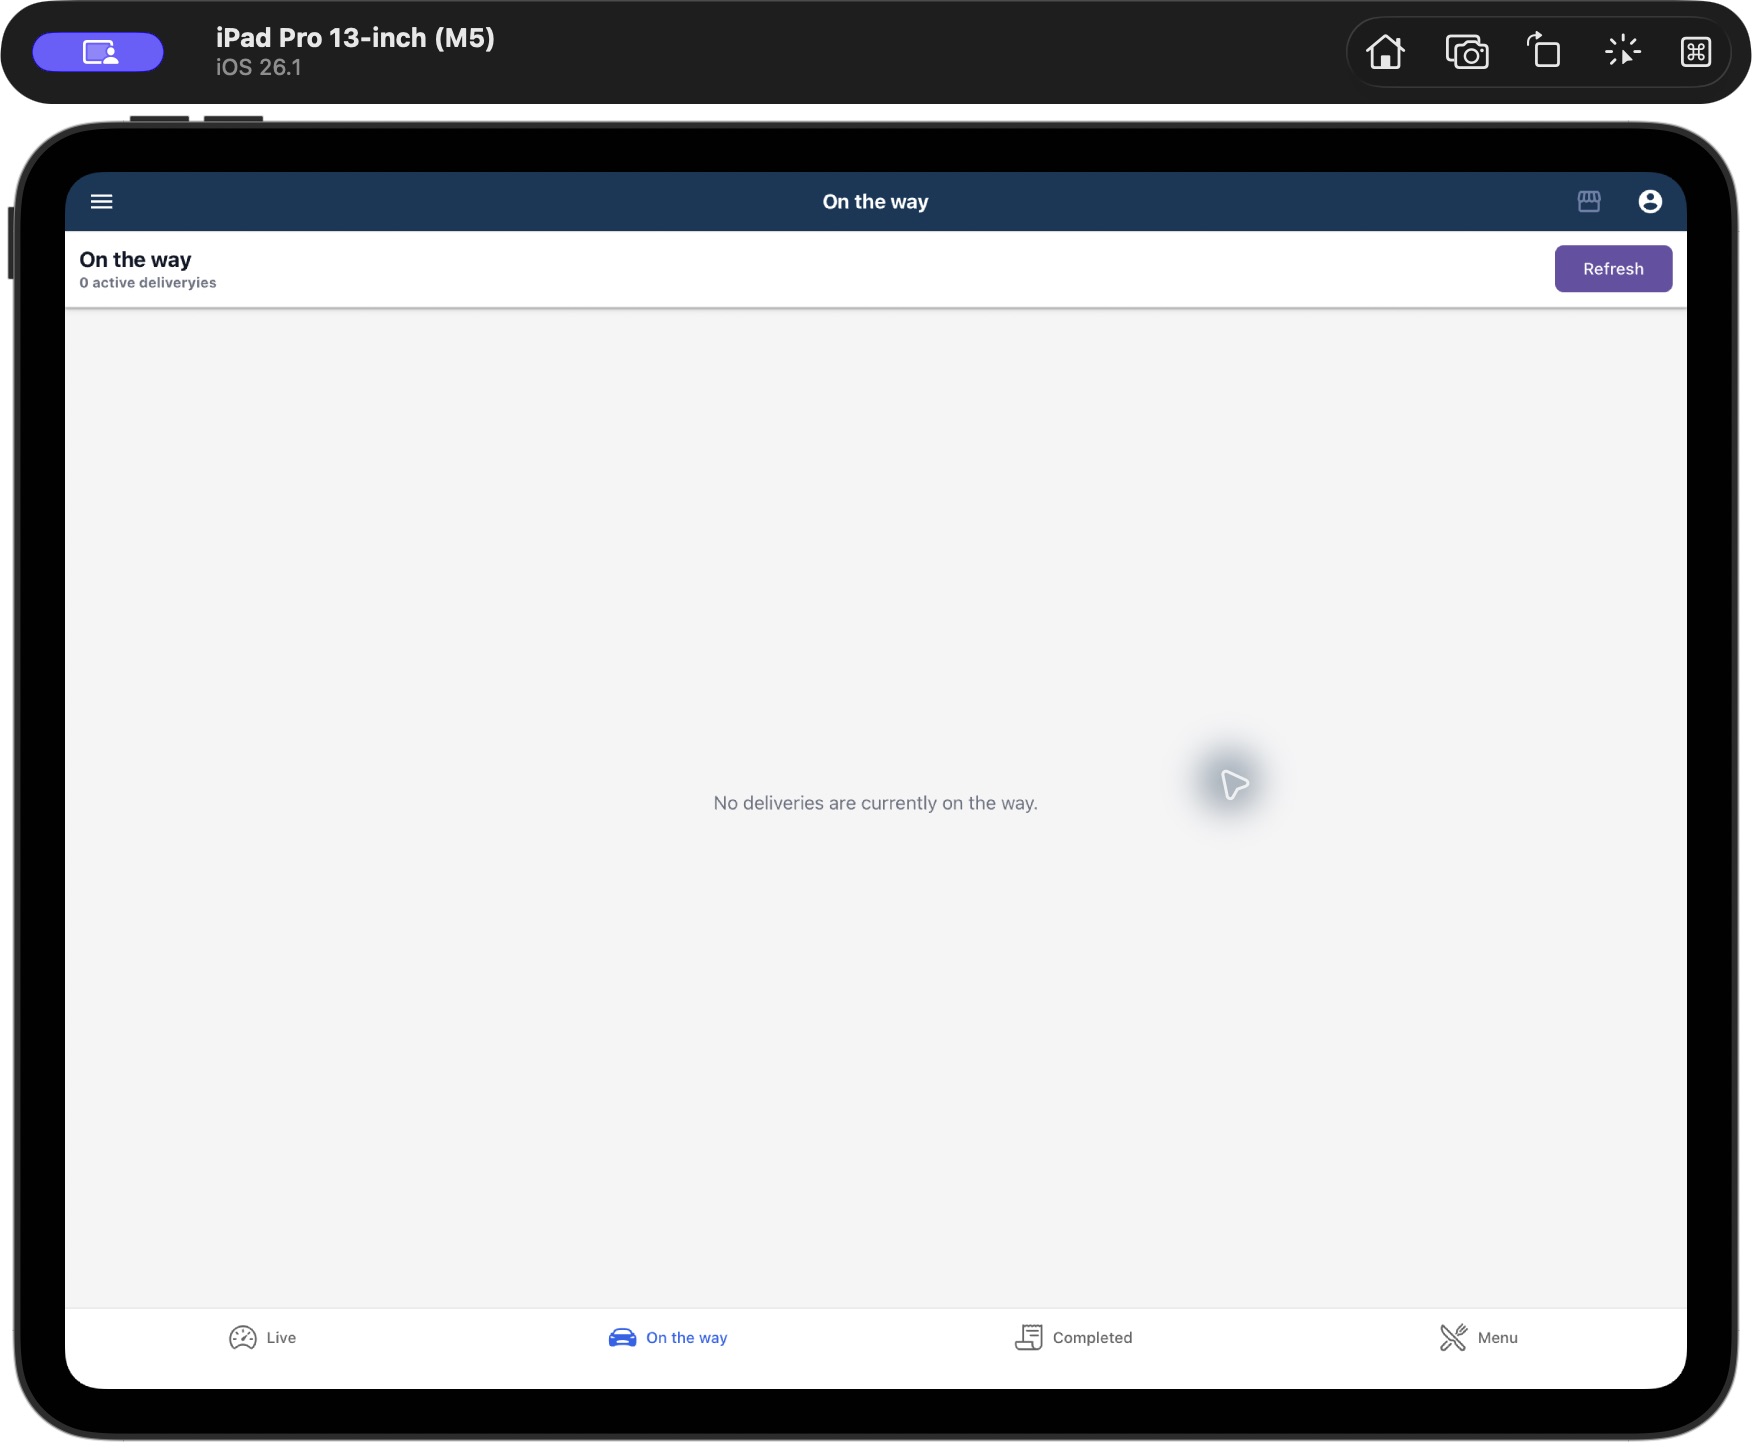 iPad Pro 13-inch (M5)
iOS 26.1
On the way
On the way
0 active deliveryies
Refresh
No deliveries are currently on the way.
Live
On the way
Completed
Menu